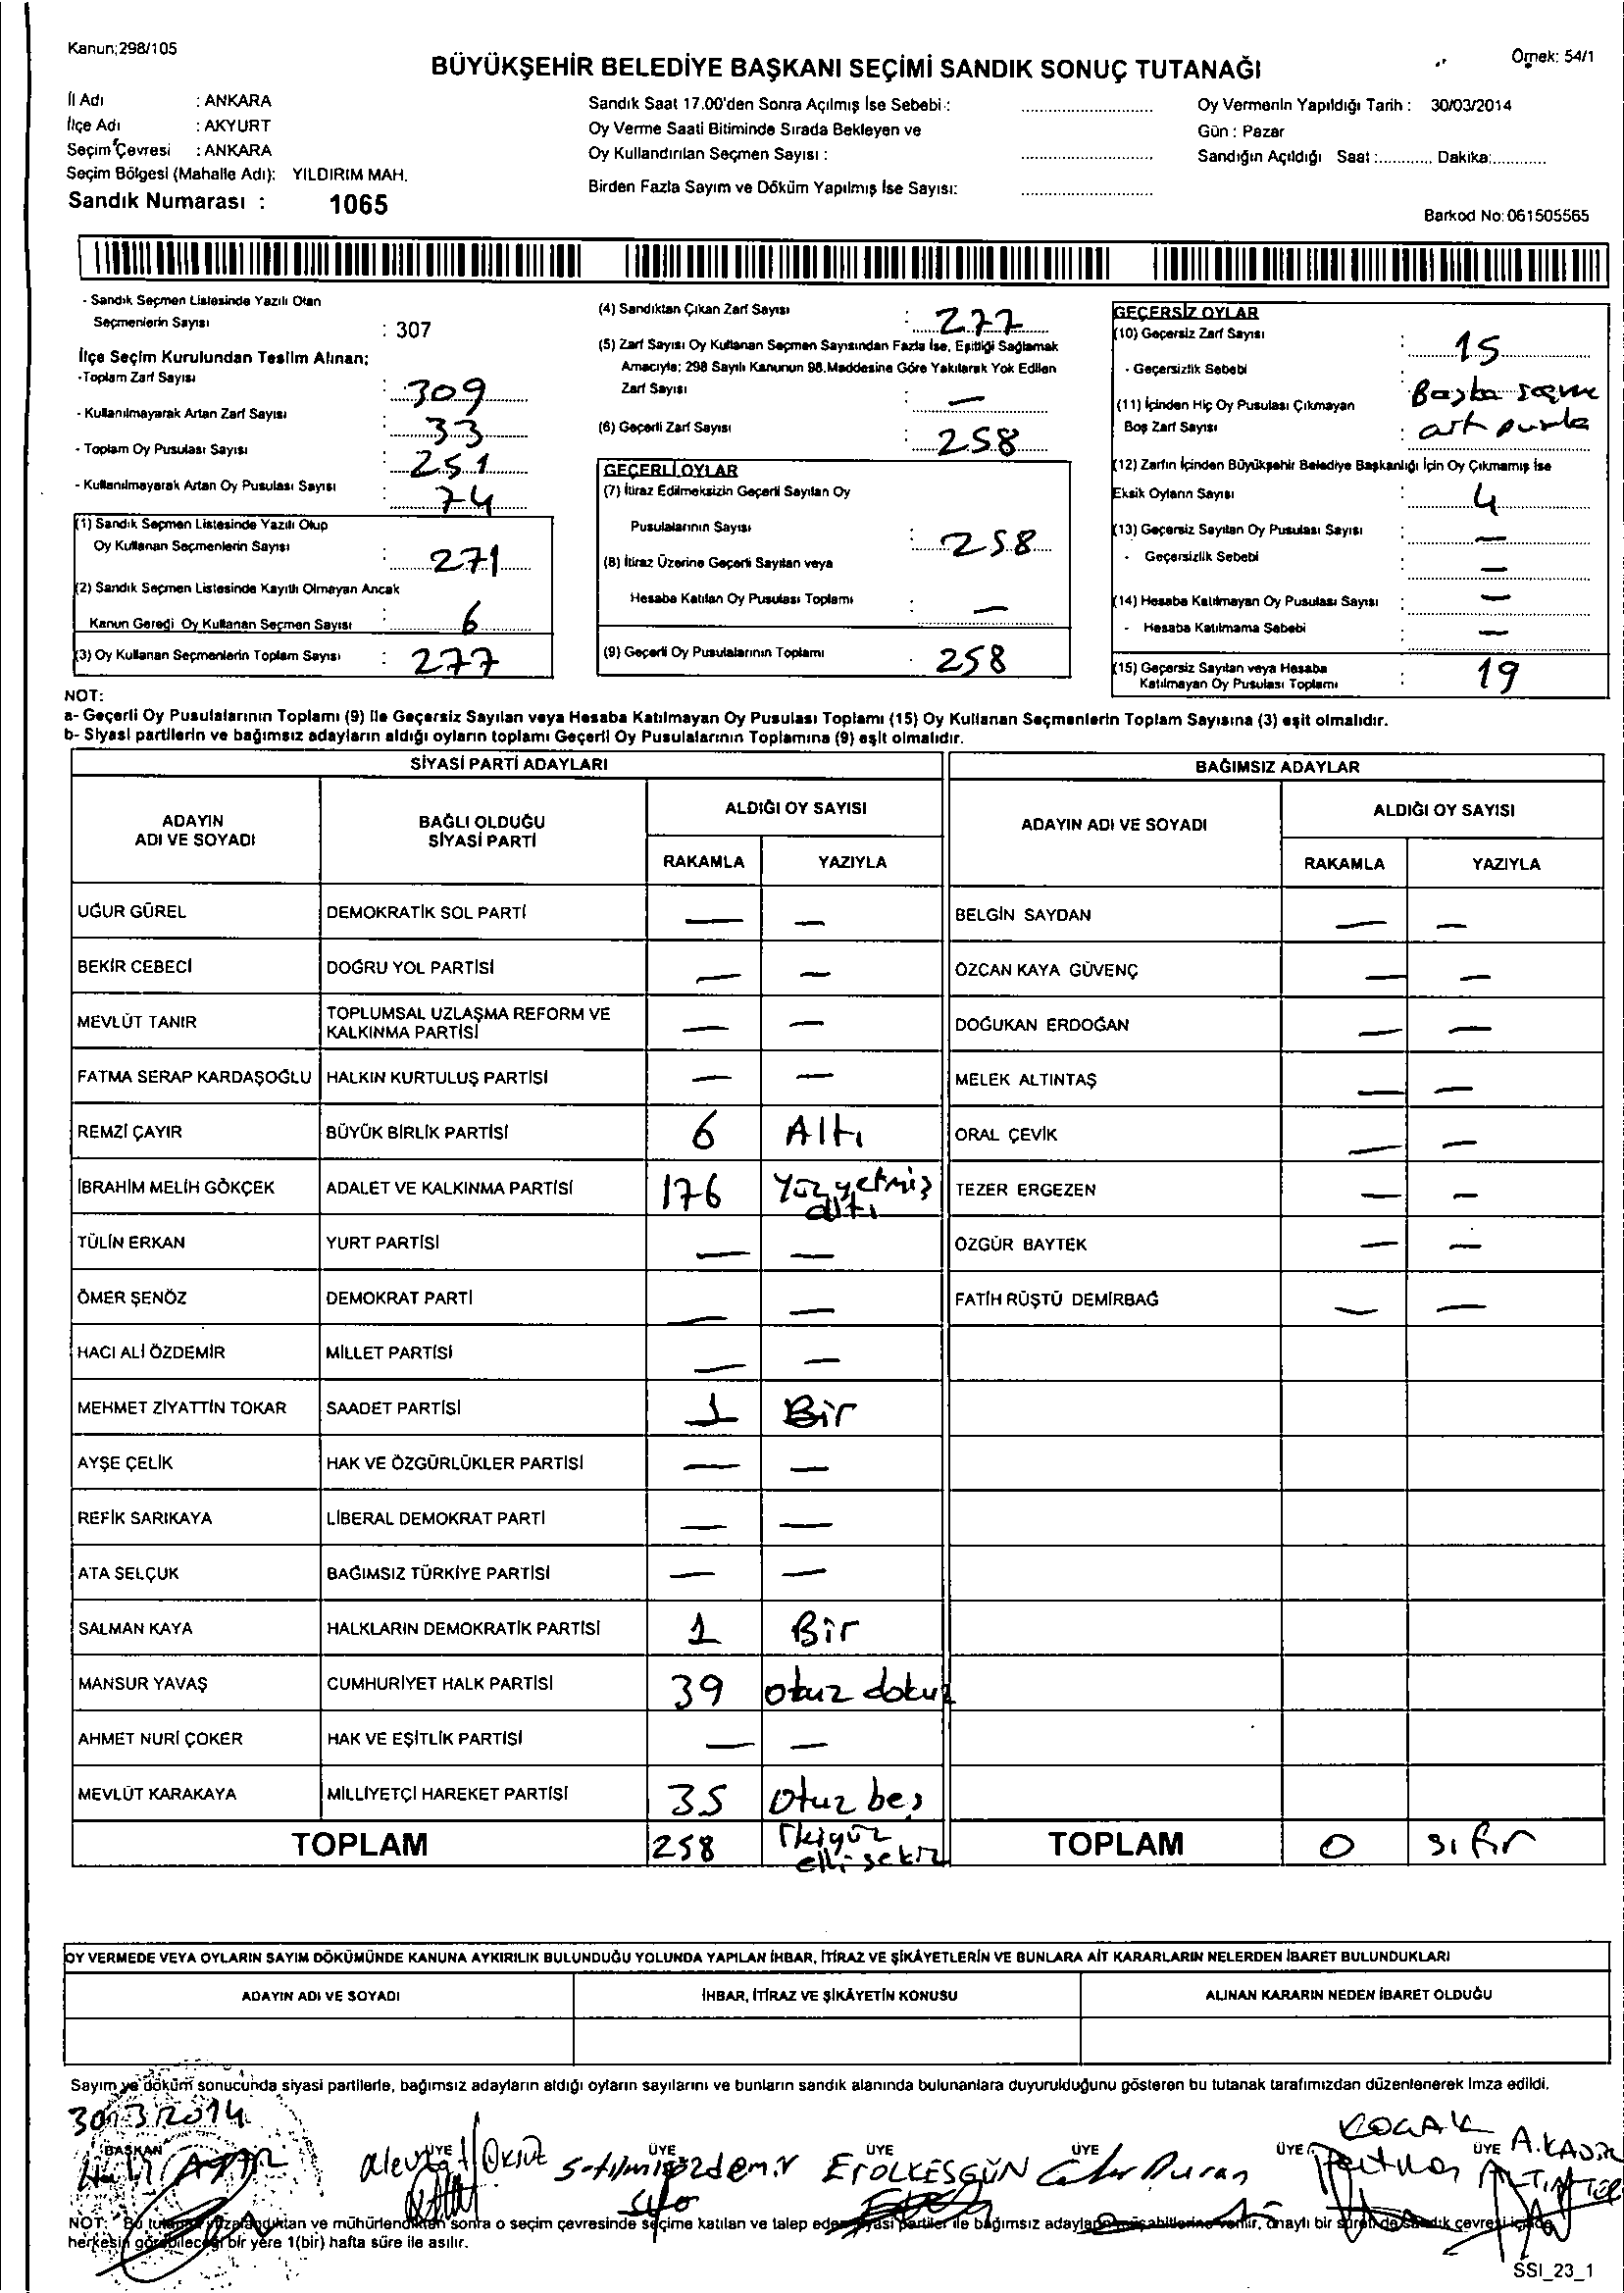 Kanun;298/105
Örnek: 54/1
BÜYÜKŞEHİR BELEDİYE BAŞKANI SEÇİMİ SANDIK SONUÇ TUTANAĞI
İl Adı : ANKARA
İlçe Adı : AKYURT
Seçim Çevresi : ANKARA
Seçim Bölgesi (Mahalle Adı): YILDIRIM MAH.
Sandık Numarası : 1065
Sandık Saat 17.00'den Sonra Açılmış İse Sebebi :
Oy Verme Saati Bitiminde Sırada Bekleyen ve
Oy Kullandırılan Seçmen Sayısı :
Birden Fazla Sayım ve Döküm Yapılmış İse Sayısı:
Oy Vermenin Yapıldığı Tarih : 30/03/2014
Gün : Pazar
Sandığın Açıldığı Saat :............ Dakika:............
Barkod No:061505565
- Sandık Seçmen Listesinde Yazılı Olan
Seçmenlerin Sayısı : 307
İlçe Seçim Kurulundan Teslim Alınan;
-Toplam Zarf Sayısı : 309
- Kullanılmayarak Artan Zarf Sayısı : 33
- Toplam Oy Pusulası Sayısı : 251
- Kullanılmayarak Artan Oy Pusulası Sayısı : 74
(1) Sandık Seçmen Listesinde Yazılı Olup
Oy Kullanan Seçmenlerin Sayısı : 271
(2) Sandık Seçmen Listesinde Kayıtlı Olmayan Ancak
Kanun Gereği Oy Kullanan Seçmen Sayısı : 6
(3) Oy Kullanan Seçmenlerin Toplam Sayısı : 277
(4) Sandıktan Çıkan Zarf Sayısı : 277
(5) Zarf Sayısı Oy Kullanan Seçmen Sayısından Fazla İse, Eşitliği Sağlamak
Amacıyla; 298 Sayılı Kanunun 98.Maddesine Göre Yakılarak Yok Edilen
Zarf Sayısı : —
(6) Geçerli Zarf Sayısı : 258
GEÇERLİ OYLAR
(7) İtiraz Edilmeksizin Geçerli Sayılan Oy
Pusulalarının Sayısı : 258
(8) İtiraz Üzerine Geçerli Sayılan veya
Hesaba Katılan Oy Pusulası Toplamı : —
(9) Geçerli Oy Pusulalarının Toplamı : 258
GEÇERSİZ OYLAR
(10) Geçersiz Zarf Sayısı : 15
- Geçersizlik Sebebi : Başka seçme
(11) İçinden Hiç Oy Pusulası Çıkmayan
Boş Zarf Sayısı :
(12) Zarfın İçinden Büyükşehir Belediye Başkanlığı İçin Oy Çıkmamış İse
Eksik Oyların Sayısı : 4
(13) Geçersiz Sayılan Oy Pusulası Sayısı : —
- Geçersizlik Sebebi : —
(14) Hesaba Katılmayan Oy Pusulası Sayısı : —
- Hesaba Katılmama Sebebi : —
(15) Geçersiz Sayılan veya Hesaba
Katılmayan Oy Pusulası Toplamı : 19
NOT:
a- Geçerli Oy Pusulalarının Toplamı (9) ile Geçersiz Sayılan veya Hesaba Katılmayan Oy Pusulası Toplamı (15) Oy Kullanan Seçmenlerin Toplam Sayısına (3) eşit olmalıdır.
b- Siyasi partilerin ve bağımsız adayların aldığı oyların toplamı Geçerli Oy Pusulalarının Toplamına (9) eşit olmalıdır.
SİYASİ PARTİ ADAYLARI
ADAYIN ADI VE SOYADI
BAĞLI OLDUĞU SİYASİ PARTİ
ALDIĞI OY SAYISI
RAKAMLA YAZIYLA
BAĞIMSIZ ADAYLAR
ADAYIN ADI VE SOYADI
ALDIĞI OY SAYISI
RAKAMLA YAZIYLA
UĞUR GÜREL DEMOKRATİK SOL PARTİ — — BELGİN SAYDAN — —
BEKİR CEBECİ DOĞRU YOL PARTİSİ — — ÖZCAN KAYA GÜVENÇ — —
MEVLÜT TANIR TOPLUMSAL UZLAŞMA REFORM VE KALKINMA PARTİSİ — — DOĞUKAN ERDOĞAN — —
FATMA SERAP KARDAŞOĞLU HALKIN KURTULUŞ PARTİSİ — — MELEK ALTINTAŞ — —
REMZİ ÇAYIR BÜYÜK BİRLİK PARTİSİ 6 Altı ORAL ÇEVİK — —
İBRAHİM MELİH GÖKÇEK ADALET VE KALKINMA PARTİSİ 176 Yüz yetmiş altı TEZER ERGEZEN — —
TÜLİN ERKAN YURT PARTİSİ — — ÖZGÜR BAYTEK — —
ÖMER ŞENÖZ DEMOKRAT PARTİ — — FATİH RÜŞTÜ DEMİRBAĞ — —
HACI ALİ ÖZDEMİR MİLLET PARTİSİ — —
MEHMET ZİYATTİN TOKAR SAADET PARTİSİ 1 Bir
AYŞE ÇELİK HAK VE ÖZGÜRLÜKLER PARTİSİ — —
REFİK SARIKAYA LİBERAL DEMOKRAT PARTİ — —
ATA SELÇUK BAĞIMSIZ TÜRKİYE PARTİSİ — —
SALMAN KAYA HALKLARIN DEMOKRATİK PARTİSİ 1 Bir
MANSUR YAVAŞ CUMHURİYET HALK PARTİSİ 39 otuz dokuz
AHMET NURİ ÇOKER HAK VE EŞİTLİK PARTİSİ — —
MEVLÜT KARAKAYA MİLLİYETÇİ HAREKET PARTİSİ 35 Otuz beş
TOPLAM 258 İkiyüz elli sekiz TOPLAM 0 sıfır
OY VERMEDE VEYA OYLARIN SAYIM DÖKÜMÜNDE KANUNA AYKIRILIK BULUNDUĞU YOLUNDA YAPILAN İHBAR, İTİRAZ VE ŞİKÂYETLERİN VE BUNLARA AİT KARARLARIN NELERDEN İBARET BULUNDUKLARI
ADAYIN ADI VE SOYADI İHBAR, İTİRAZ VE ŞİKÂYETİN KONUSU ALINAN KARARIN NEDEN İBARET OLDUĞU
Sayım ve döküm sonucunda siyasi partilerle, bağımsız adayların aldığı oyların sayılarını ve bunların sandık alanında bulunanlara duyurulduğunu gösteren bu tutanak tarafımızdan düzenlenerek imza edildi.
BAŞKAN ÜYE ÜYE ÜYE ÜYE ÜYE ÜYE
EROL KESGÜN
KOCAK
A.KADİR
NOT: Bu ve mühürlendikten sonra o seçim çevresinde seçime katılan ve talep eden siyasi partiler ile bağımsız verilir, onaylı bir sandık çevresi
herkesin görebileceği bir yere 1(bir) hafta süre ile asılır.
SSI_23_1